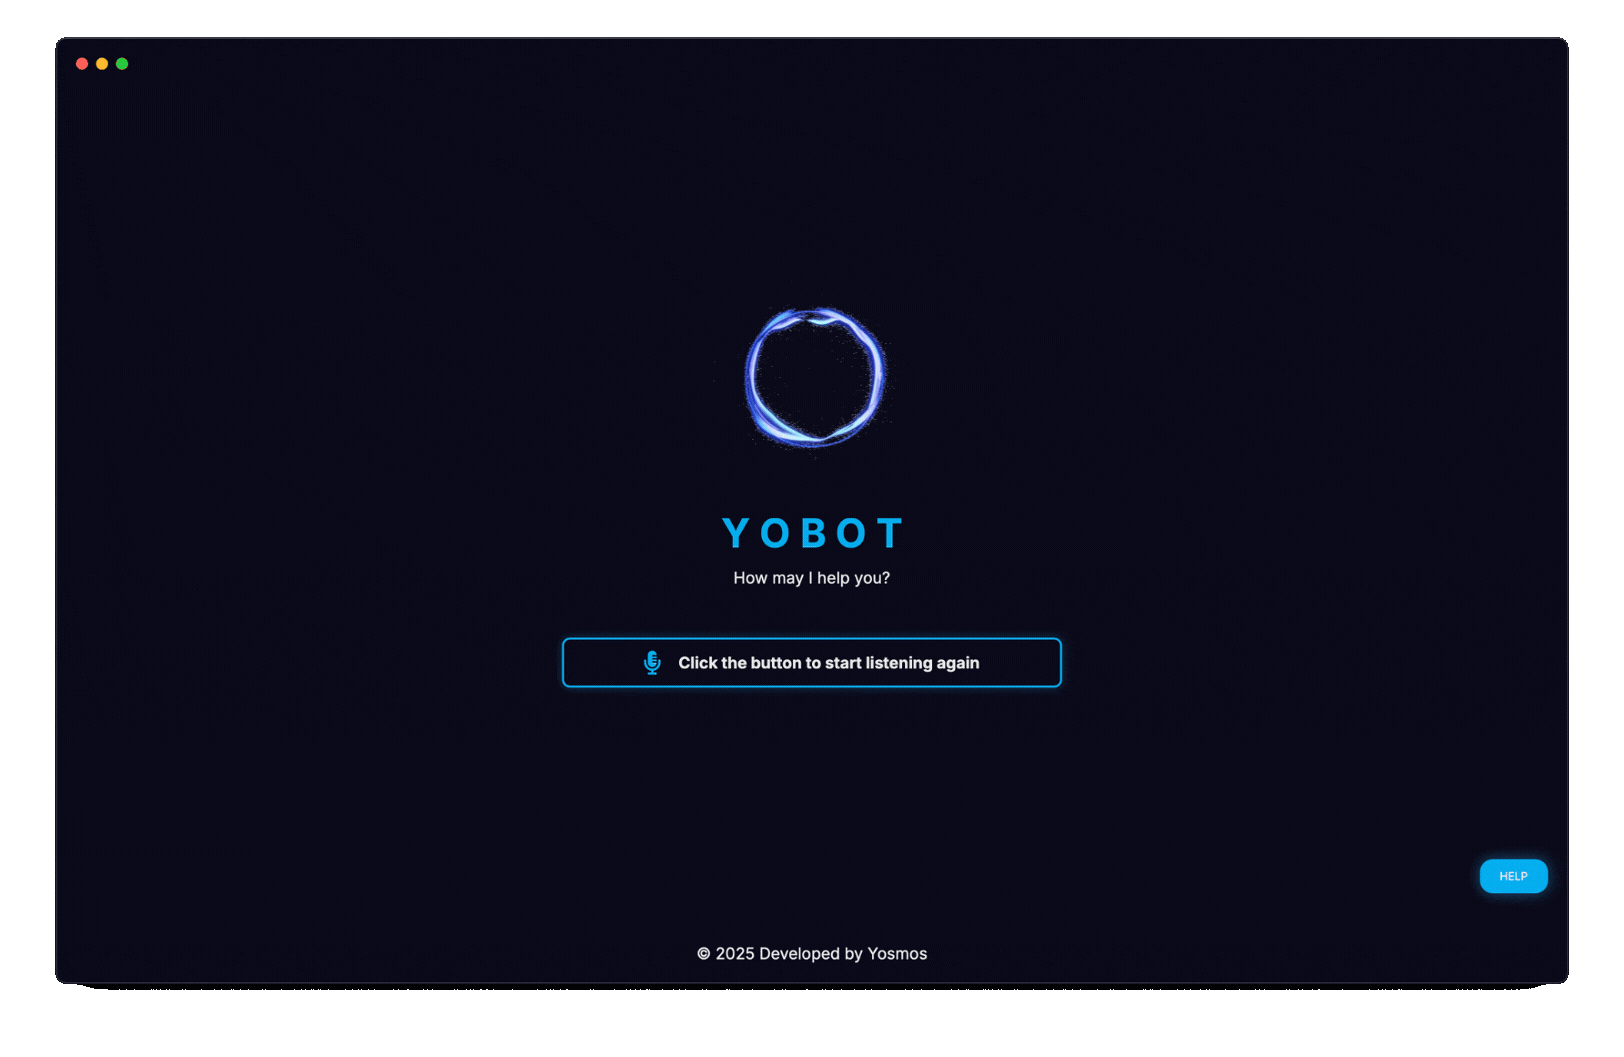 YOBOT
How may I help you?
Click the button to start listening again
HELP
© 2025 Developed by Yosmos